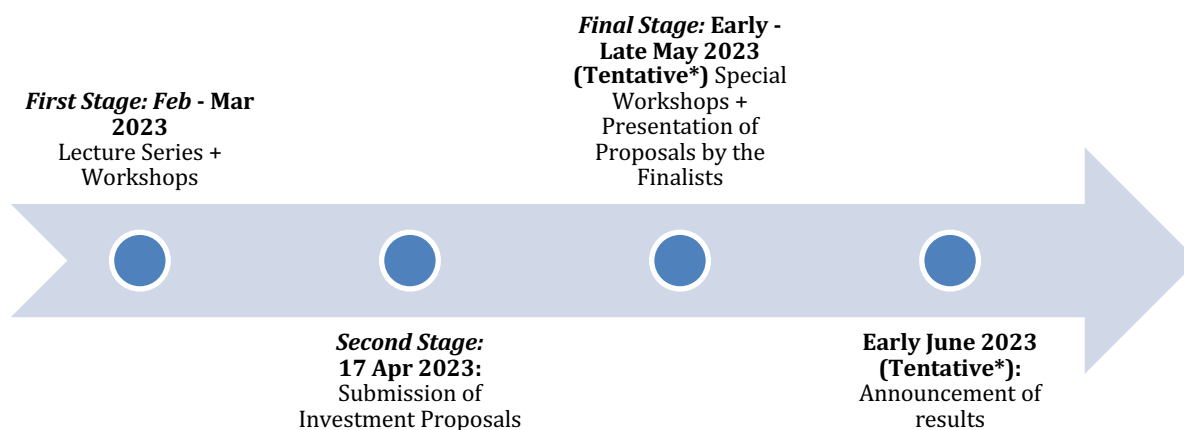 First Stage: Feb - Mar
2023
Lecture Series +
Workshops
Second Stage:
17 Apr 2023:
Submission of
Investment Proposals
Final Stage: Early -
Late May 2023
(Tentative*) Special
Workshops +
Presentation of
Proposals by the
Finalists
Early June 2023
(Tentative*):
Announcement of
results